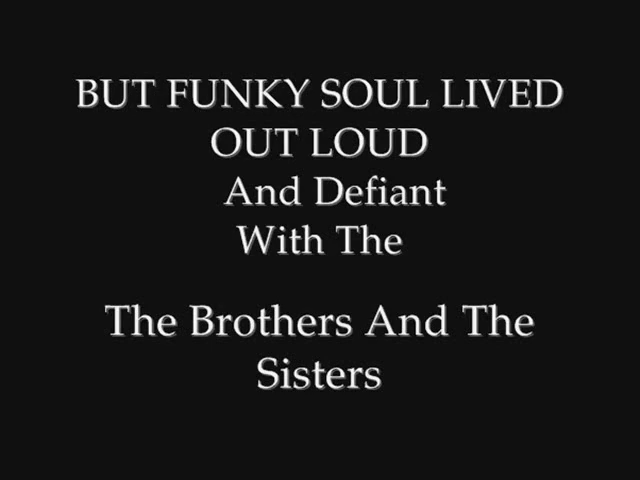 BUT FUNKY SOUL LIVED
OUT LOUD
And Defiant
With The
The Brothers And The
Sisters